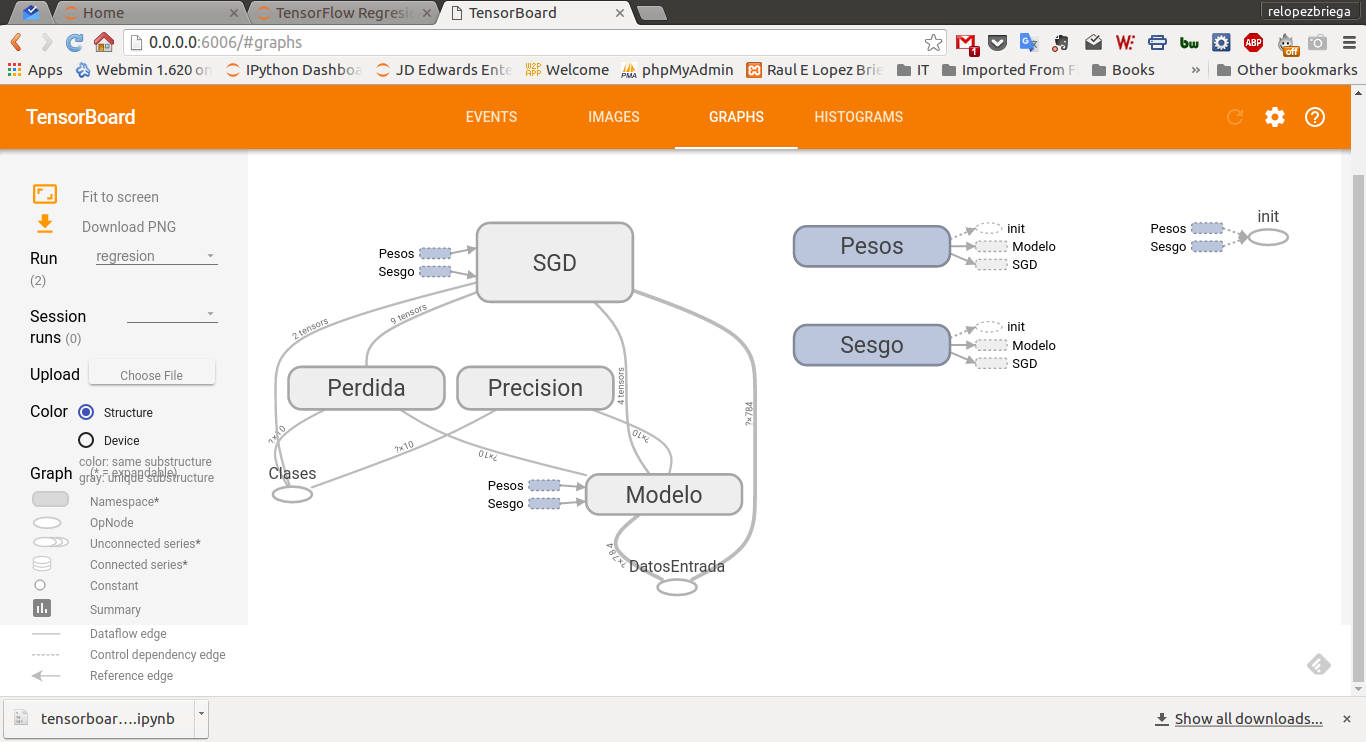 relopezbriega
Home
TensorFlow Regresi
TensorBoard
0.0.0.0:6006/#graphs
1
W:
bw
ABP
off
Apps
Webmin 1.620 on
IPython Dashboa
JD Edwards Ente
Welcome
PMA
phpMyAdmin
Raul E Lopez Brie
IT
Imported From F
Books
»
Other bookmarks
TensorBoard
EVENTS
IMAGES
GRAPHS
HISTOGRAMS
Fit to screen
Download PNG
Run
(2)
regresion
Session
runs (0)
Upload
Choose File
Color
Structure
Device
color: same substructure
gray: unique substructure
Graph
(* = expandable)
Namespace*
OpNode
Unconnected series*
Connected series*
Constant
Summary
Dataflow edge
Control dependency edge
Reference edge
Pesos
Sesgo
SGD
2 tensors
9 tensors
4 tensors
?×784
Perdida
Precision
?×10
?×10
?×10
?×10
Clases
Pesos
Sesgo
Modelo
?×784
DatosEntrada
Pesos
init
Modelo
SGD
Sesgo
init
Modelo
SGD
init
Pesos
Sesgo
tensorboar....ipynb
Show all downloads...